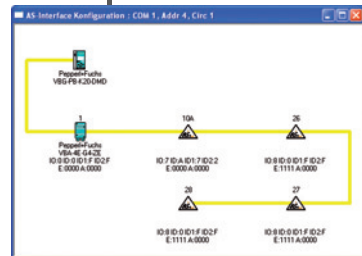 AS-Interface Konfiguration : COM 1, Addr 4, Circ 1
Pepperl+Fuchs
VBG-PB-K20-DMD
1
Pepperl+Fuchs
VBA-4E-G4-ZE
IO:0 ID:0 ID1:F ID2:F
E:0000 A:0000
10A
IO:7 ID:A ID1:7 ID2:2
E:0000 A:0000
26
IO:8 ID:0 ID1:F ID2:F
E:1111 A:0000
28
IO:8 ID:0 ID1:F ID2:F
E:1111 A:0000
27
IO:8 ID:0 ID1:F ID2:F
E:1111 A:0000